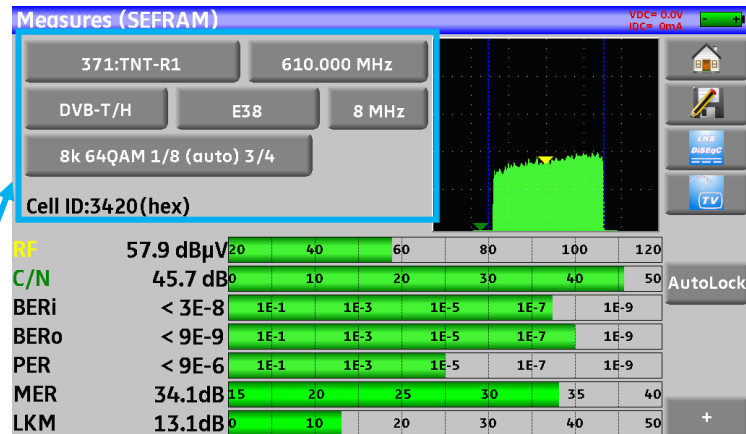 Measures (SEFRAM)
VDC= 0.0V
IDC= 0mA
- +
371:TNT-R1 610.000 MHz
DVB-T/H E38 8 MHz
8k 64QAM 1/8 (auto) 3/4
Cell ID:3420(hex)
LNB
DISEqC
TV
RF 57.9 dBµV 20 40 60 80 100 120
C/N 45.7 dB 0 10 20 30 40 50
AutoLock
BERi < 3E-8 1E-1 1E-3 1E-5 1E-7 1E-9
BERo < 9E-9 1E-1 1E-3 1E-5 1E-7 1E-9
PER < 9E-6 1E-1 1E-3 1E-5 1E-7 1E-9
MER 34.1dB 15 20 25 30 35 40
LKM 13.1dB 0 10 20 30 40 50
+